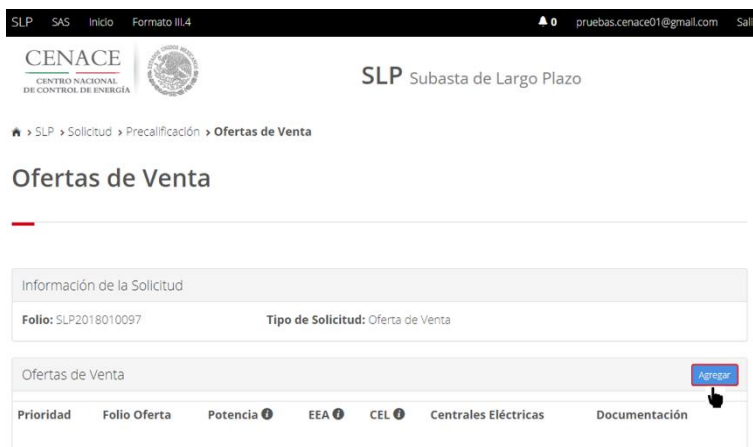 SLP SAS Inicio Formato III.4 0 pruebas.cenace01@gmail.com Sali
CENACE
CENTRO NACIONAL
DE CONTROL DE ENERGÍA
SLP Subasta de Largo Plazo
> SLP > Solicitud > Precalificación > Ofertas de Venta
Ofertas de Venta
Información de la Solicitud
Folio: SLP2018010097 Tipo de Solicitud: Oferta de Venta
Ofertas de Venta Agregar
Prioridad Folio Oferta Potencia EEA CEL Centrales Eléctricas Documentación